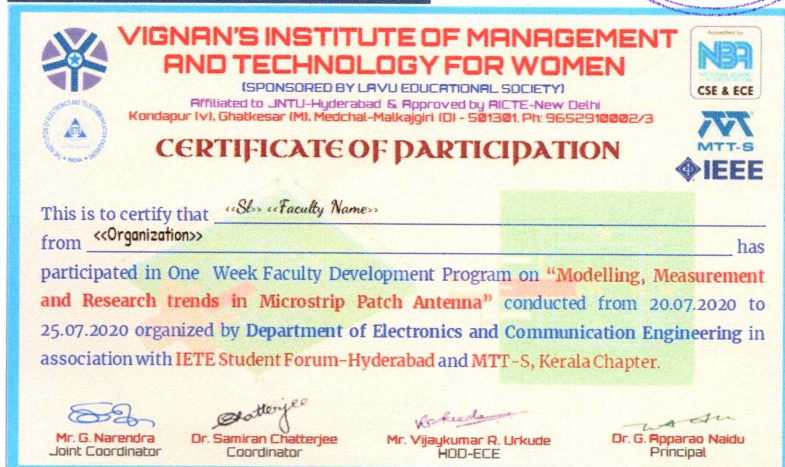 VIGNAN'S INSTITUTE OF MANAGEMENT
AND TECHNOLOGY FOR WOMEN
(SPONSORED BY LAVU EDUCATIONAL SOCIETY)
Affiliated to JNTU-Hyderabad & Approved by AICTE-New Delhi
Kondapur (v), Ghatkesar (M), Medchal-Malkajgiri (D) - 501301. Ph: 9652910002/3
Accredited by
NBA
NATIONAL BOARD
CSE & ECE
MTT-S
IEEE
CERTIFICATE OF PARTICIPATION
This is to certify that <<Sl>> <<Faculty Name>>
from <<Organization>> has
participated in One Week Faculty Development Program on “Modelling, Measurement
and Research trends in Microstrip Patch Antenna” conducted from 20.07.2020 to
25.07.2020 organized by Department of Electronics and Communication Engineering in
association with IETE Student Forum-Hyderabad and MTT-S, Kerala Chapter.
Mr. G. Narendra
Joint Coordinator
Dr. Samiran Chatterjee
Coordinator
Mr. Vijaykumar R. Urkude
HOD-ECE
Dr. G. Apparao Naidu
Principal